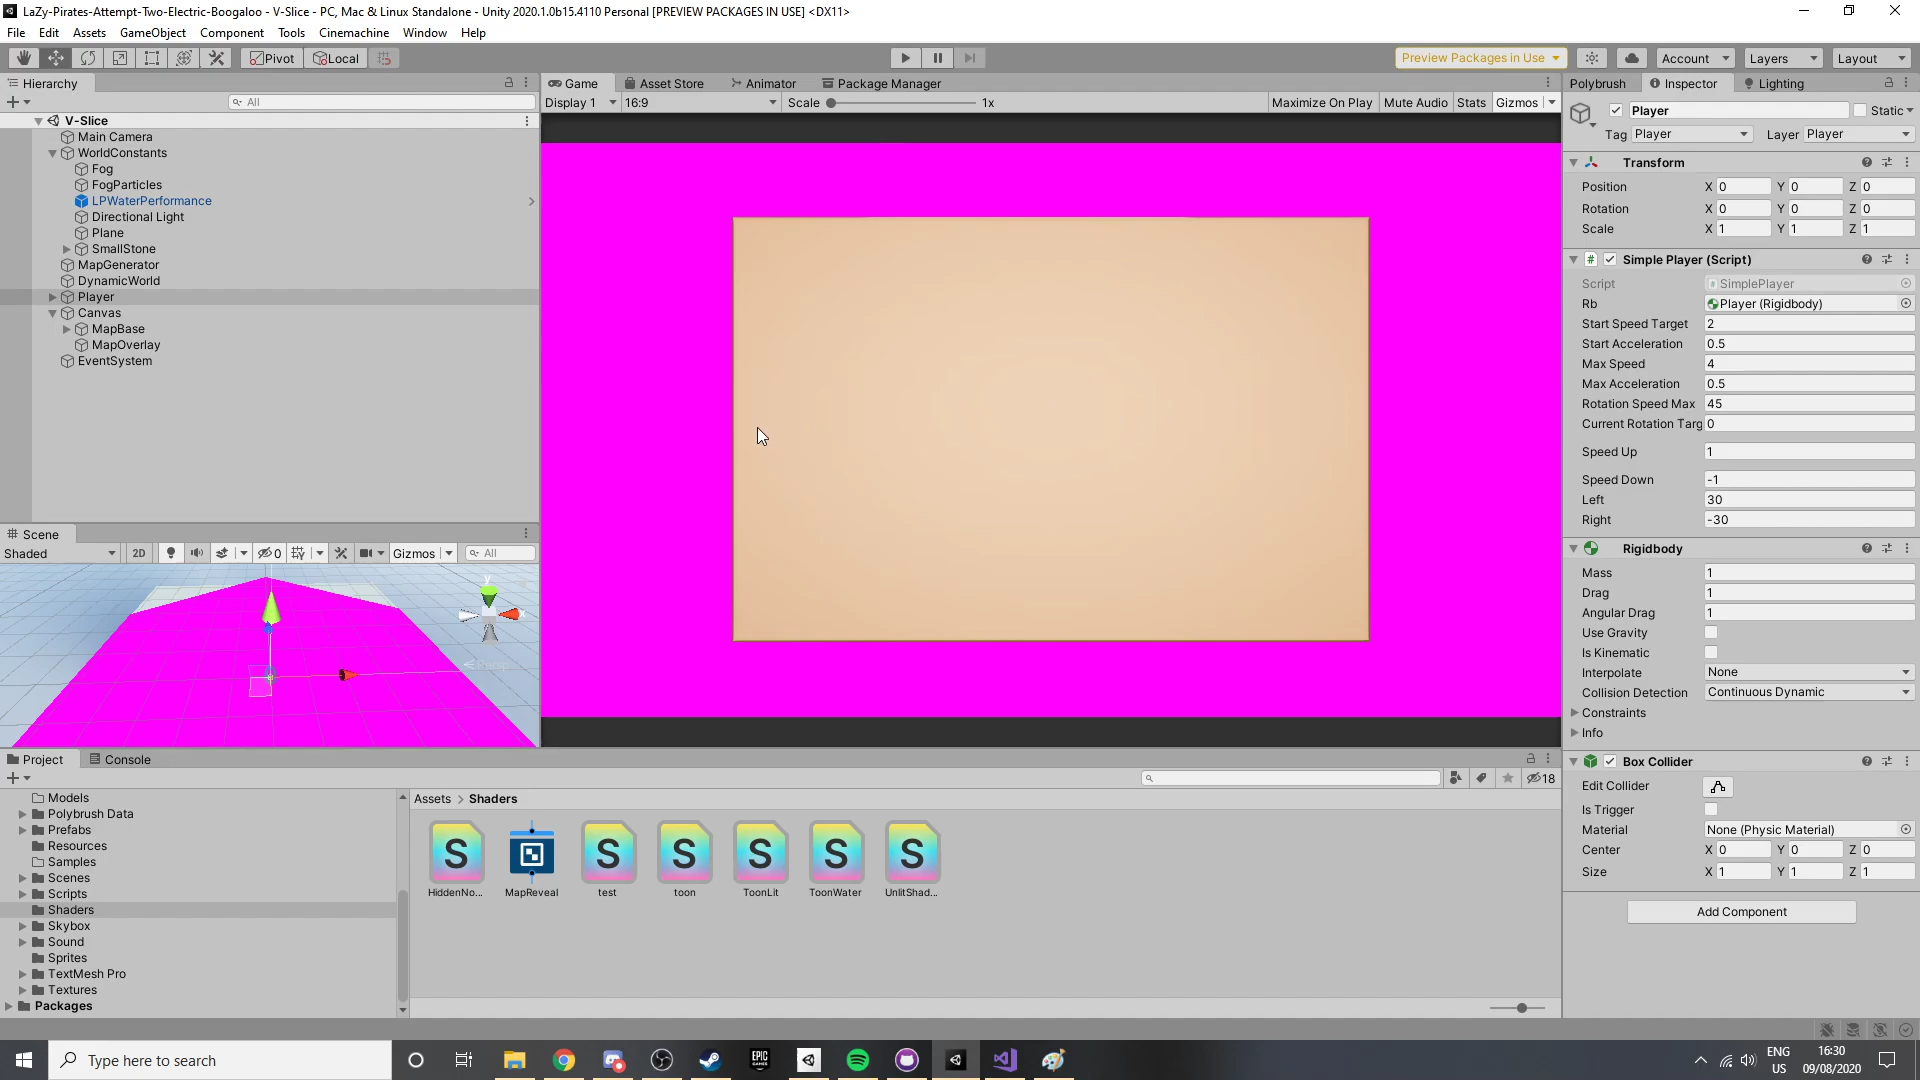 LaZy-Pirates-Attempt-Two-Electric-Boogaloo - V-Slice - PC, Mac & Linux Standalone - Unity 2020.1.0b15.4110 Personal [PREVIEW PACKAGES IN USE] <DX11>
File Edit Assets GameObject Component Tools Cinemachine Window Help
Pivot Local Preview Packages in Use Account Layers Layout
Hierarchy
All
V-Slice
Main Camera
WorldConstants
Fog
FogParticles
LPWaterPerformance
Directional Light
Plane
SmallStone
MapGenerator
DynamicWorld
Player
Canvas
MapBase
MapOverlay
EventSystem
Scene
Shaded 2D 0 Gizmos All
y
x
Persp
Game Asset Store Animator Package Manager
Display 1 16:9 Scale 1x Maximize On Play Mute Audio Stats Gizmos
Polybrush Inspector Lighting
Player Static
Tag Player Layer Player
Transform
Position X 0 Y 0 Z 0
Rotation X 0 Y 0 Z 0
Scale X 1 Y 1 Z 1
# Simple Player (Script)
Script SimplePlayer
Rb Player (Rigidbody)
Start Speed Target 2
Start Acceleration 0.5
Max Speed 4
Max Acceleration 0.5
Rotation Speed Max 45
Current Rotation Targ 0
Speed Up 1
Speed Down -1
Left 30
Right -30
Rigidbody
Mass 1
Drag 1
Angular Drag 1
Use Gravity
Is Kinematic
Interpolate None
Collision Detection Continuous Dynamic
Constraints
Info
Box Collider
Edit Collider
Is Trigger
Material None (Physic Material)
Center X 0 Y 0 Z 0
Size X 1 Y 1 Z 1
Add Component
Project Console
18
Models
Polybrush Data
Prefabs
Resources
Samples
Scenes
Scripts
Shaders
Skybox
Sound
Sprites
TextMesh Pro
Textures
Packages
Assets > Shaders
S S S S S S
HiddenNo... MapReveal test toon ToonLit ToonWater UnlitShad...
Type here to search
EPIC GAMES
ENG
US
16:30
09/08/2020